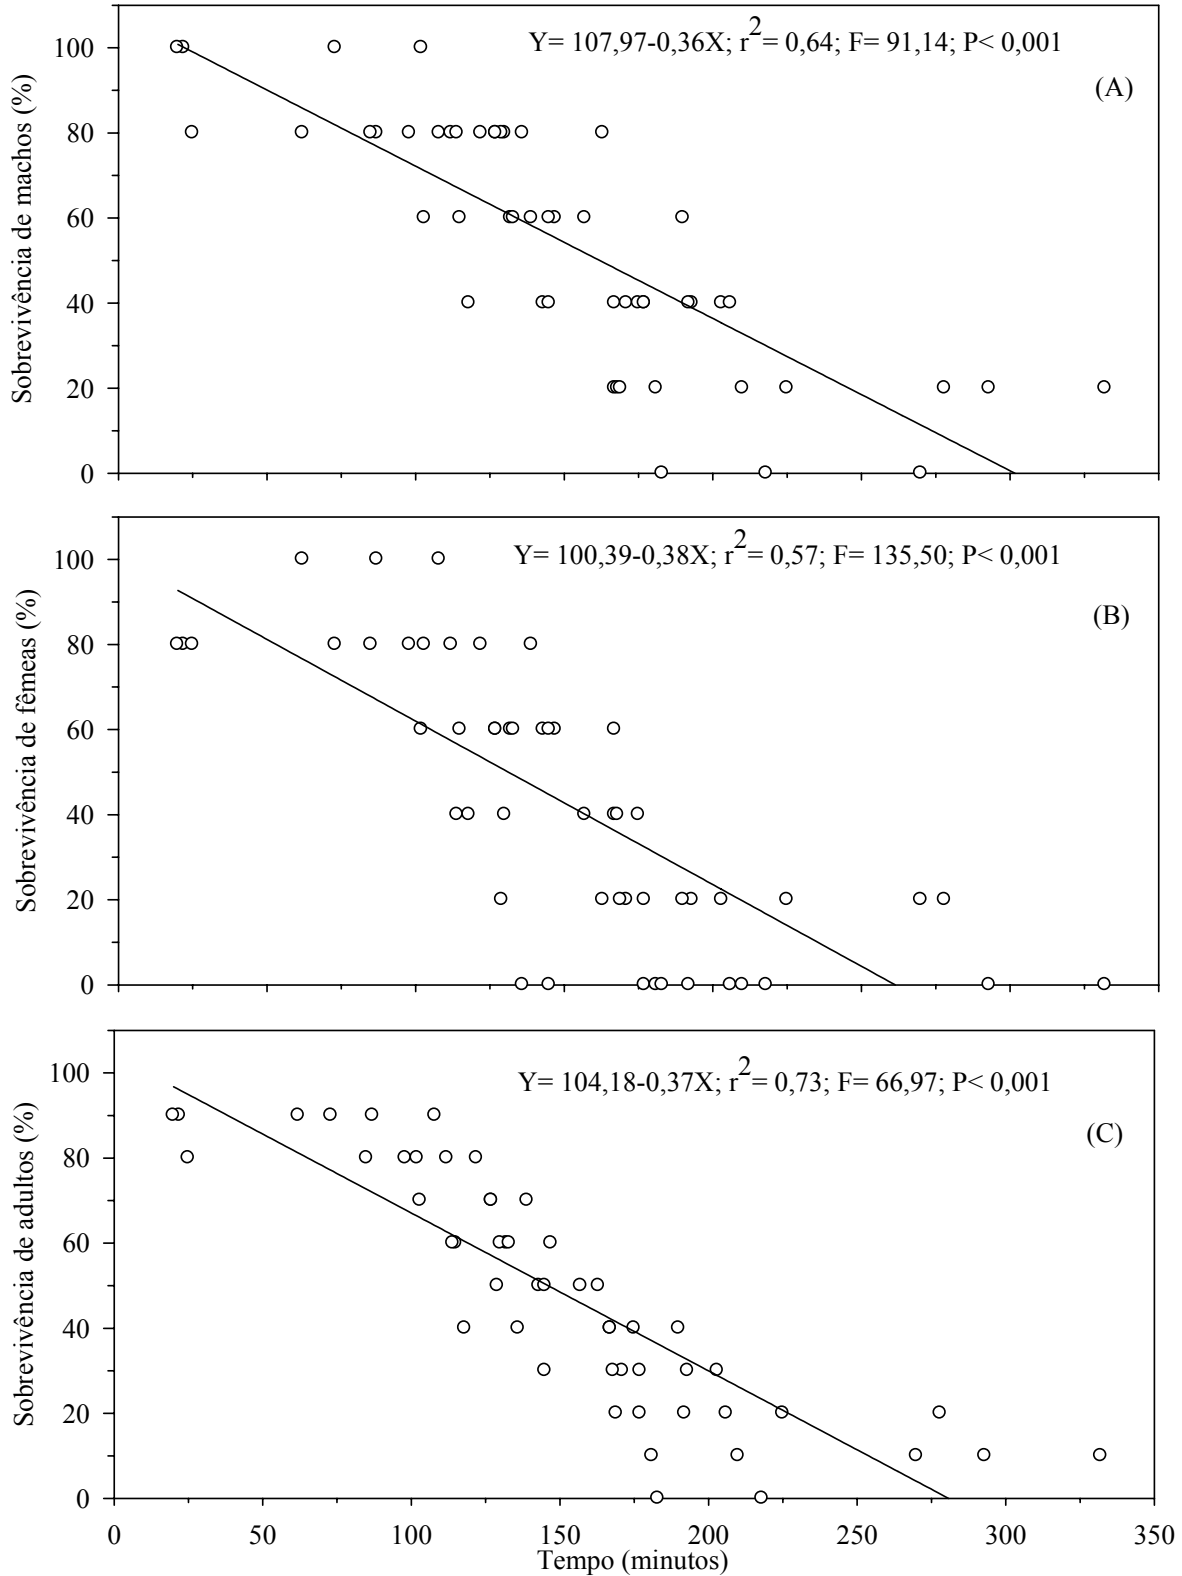 Y= 107,97-0,36X; r2= 0,64; F= 91,14; P< 0,001
(A)
Sobrevivência de machos (%)
100
80
60
40
20
0
Y= 100,39-0,38X; r2= 0,57; F= 135,50; P< 0,001
(B)
Sobrevivência de fêmeas (%)
100
80
60
40
20
0
Y= 104,18-0,37X; r2= 0,73; F= 66,97; P< 0,001
(C)
Sobrevivência de adultos (%)
100
80
60
40
20
0
0 50 100 150 200 250 300 350
Tempo (minutos)